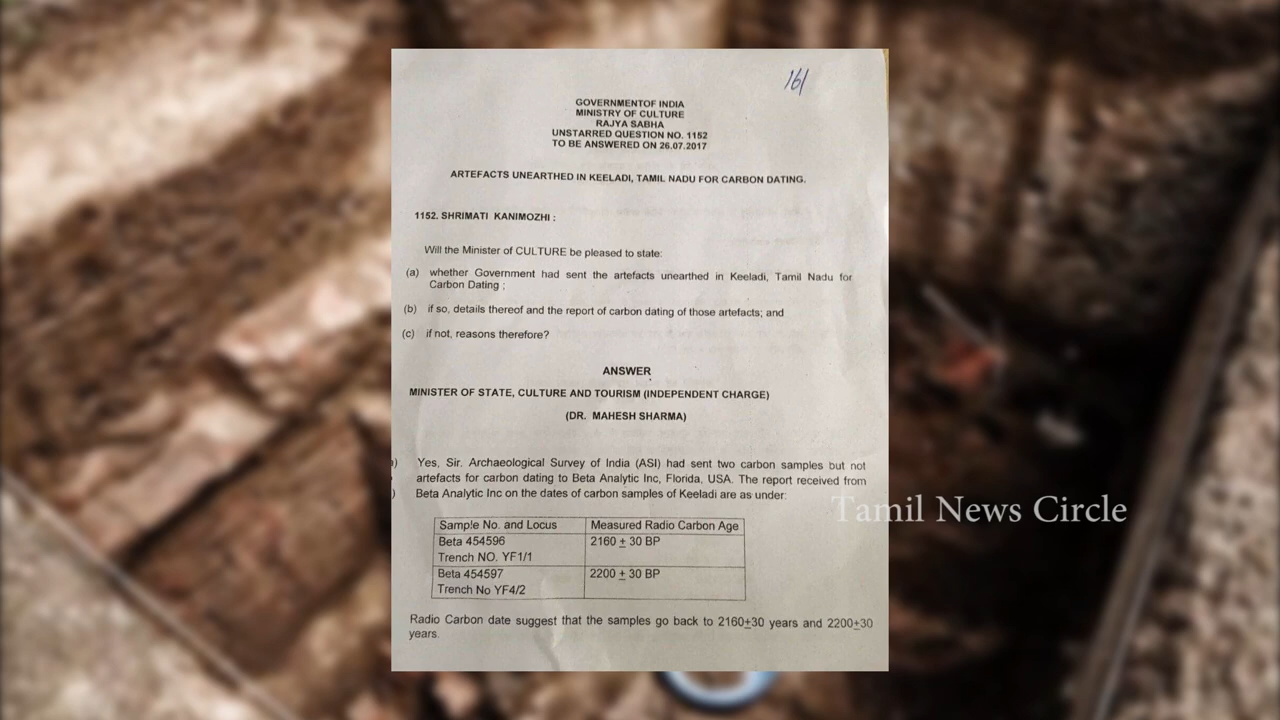 161
GOVERNMENTOF INDIA
MINISTRY OF CULTURE
RAJYA SABHA
UNSTARRED QUESTION NO. 1152
TO BE ANSWERED ON 26.07.2017
ARTEFACTS UNEARTHED IN KEELADI, TAMIL NADU FOR CARBON DATING.
1152. SHRIMATI KANIMOZHI :
Will the Minister of CULTURE be pleased to state:
(a) whether Government had sent the artefacts unearthed in Keeladi, Tamil Nadu for
Carbon Dating ;
(b) if so, details thereof and the report of carbon dating of those artefacts; and
(c) if not, reasons therefore?
ANSWER
MINISTER OF STATE, CULTURE AND TOURISM (INDEPENDENT CHARGE)
(DR. MAHESH SHARMA)
) Yes, Sir. Archaeological Survey of India (ASI) had sent two carbon samples but not
artefacts for carbon dating to Beta Analytic Inc, Florida, USA. The report received from
) Beta Analytic Inc on the dates of carbon samples of Keeladi are as under:
Sample No. and Locus Measured Radio Carbon Age
Beta 454596 2160 ± 30 BP
Trench NO. YF1/1
Beta 454597 2200 ± 30 BP
Trench No YF4/2
Radio Carbon date suggest that the samples go back to 2160±30 years and 2200±30
years.
Tamil News Circle